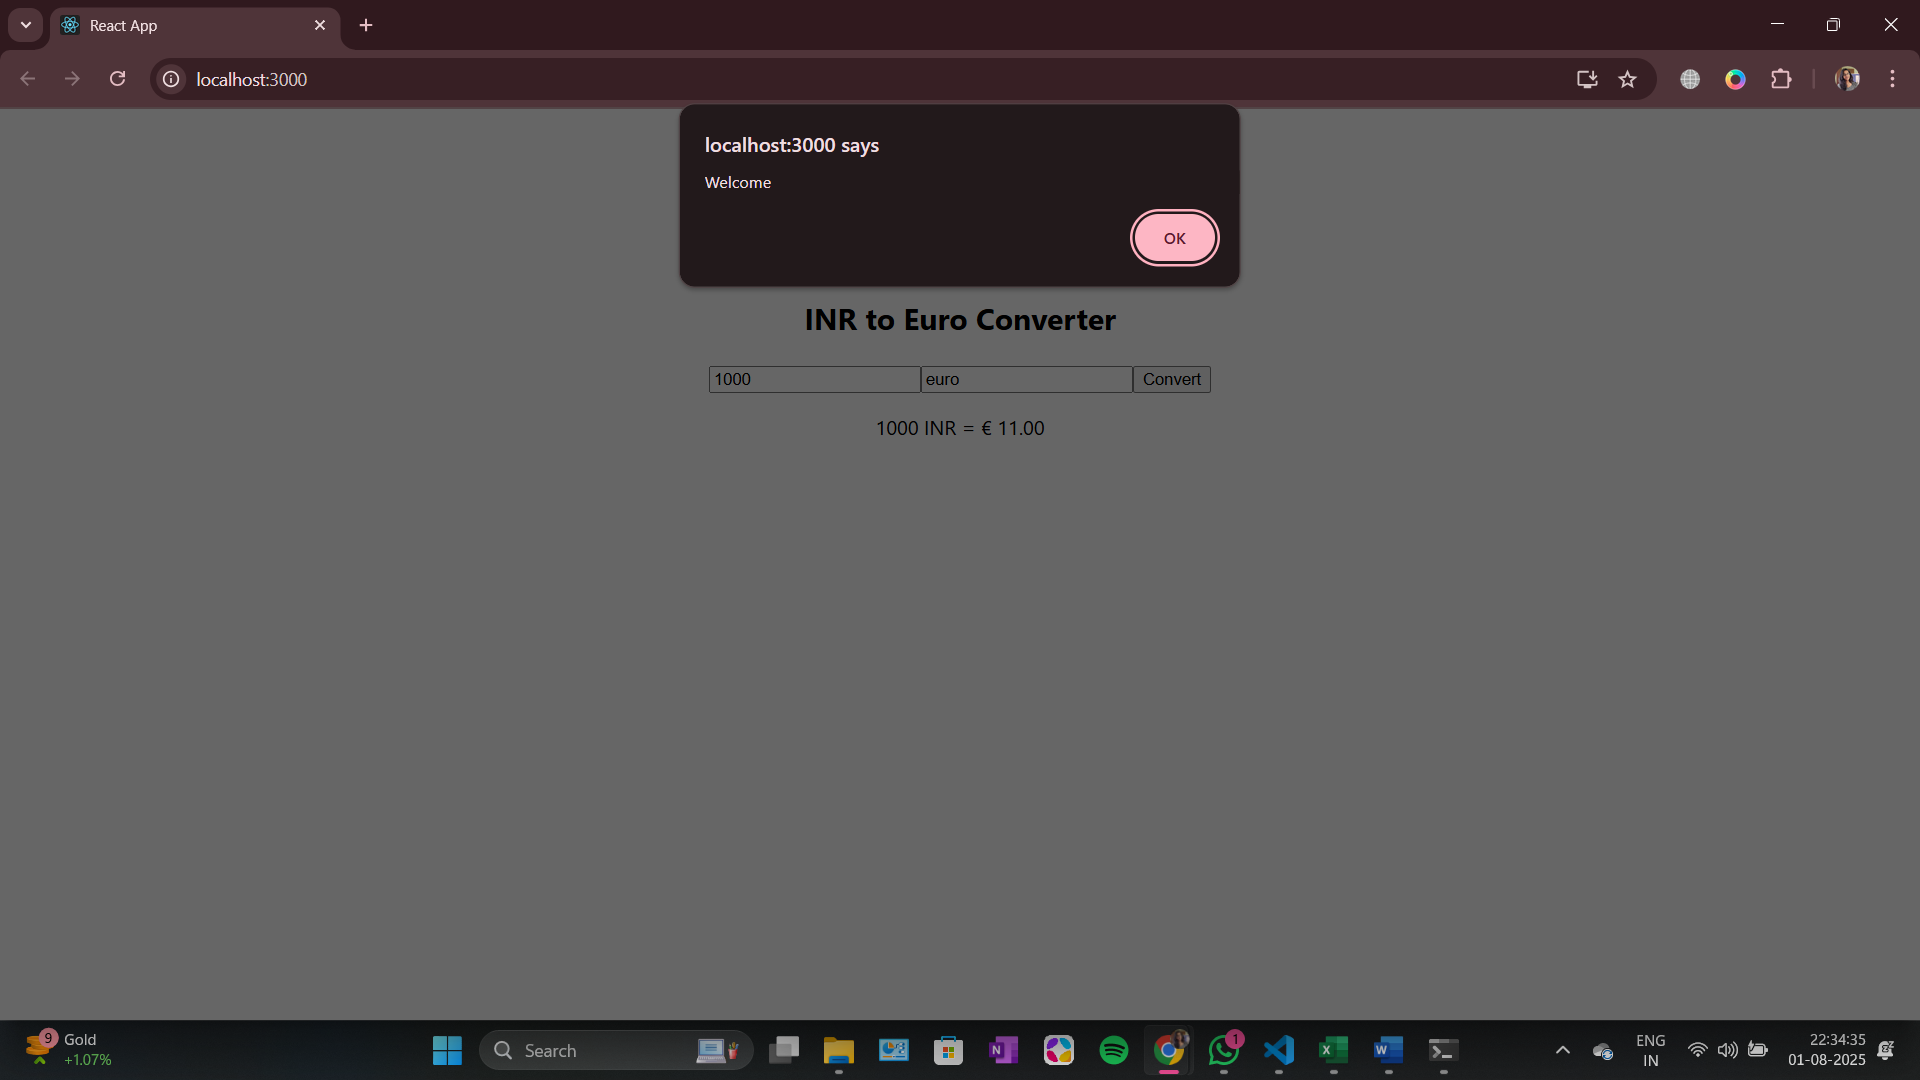 React App
localhost:3000
localhost:3000 says
Welcome
OK
INR to Euro Converter
1000 euro Convert
1000 INR = € 11.00
9
Gold
+1.07%
Search
N
1
X
W
ENG
IN
22:34:35
01-08-2025